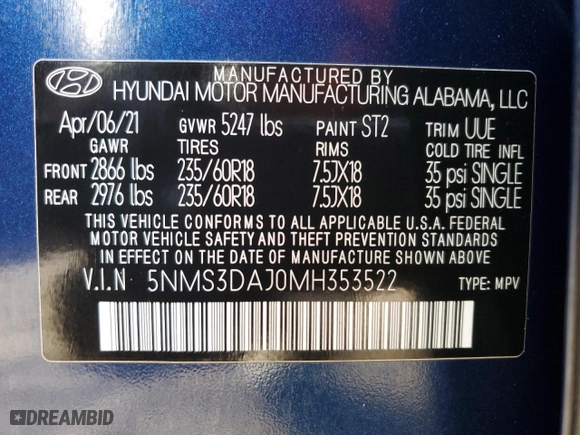 MANUFACTURED BY
HYUNDAI MOTOR MANUFACTURING ALABAMA, LLC
Apr/06/21 GVWR 5247 lbs PAINT ST2 TRIM UUE
GAWR TIRES RIMS COLD TIRE INFL
FRONT 2866 lbs 235/60R18 7.5JX18 35 psi SINGLE
REAR 2976 lbs 235/60R18 7.5JX18 35 psi SINGLE
THIS VEHICLE CONFORMS TO ALL APPLICABLE U.S.A. FEDERAL
MOTOR VEHICLE SAFETY AND THEFT PREVENTION STANDARDS
IN EFFECT ON THE DATE OF MANUFACTURE SHOWN ABOVE.
V.I.N 5NMS3DAJ0MH353522 TYPE: MPV
DREAMBID